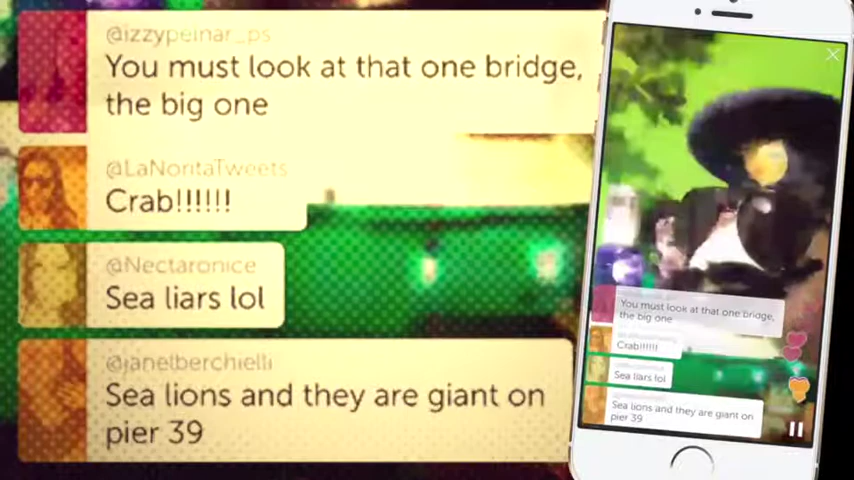 @izzypeinar_ps
You must look at that one bridge,
the big one
@LaNoritaTweets
Crab!!!!!!
@Nectaronice
Sea liars lol
@janelberchielli
Sea lions and they are giant on
pier 39
You must look at that one bridge,
the big one
Crab!!!!!!
Sea liars lol
Sea lions and they are giant on
pier 39